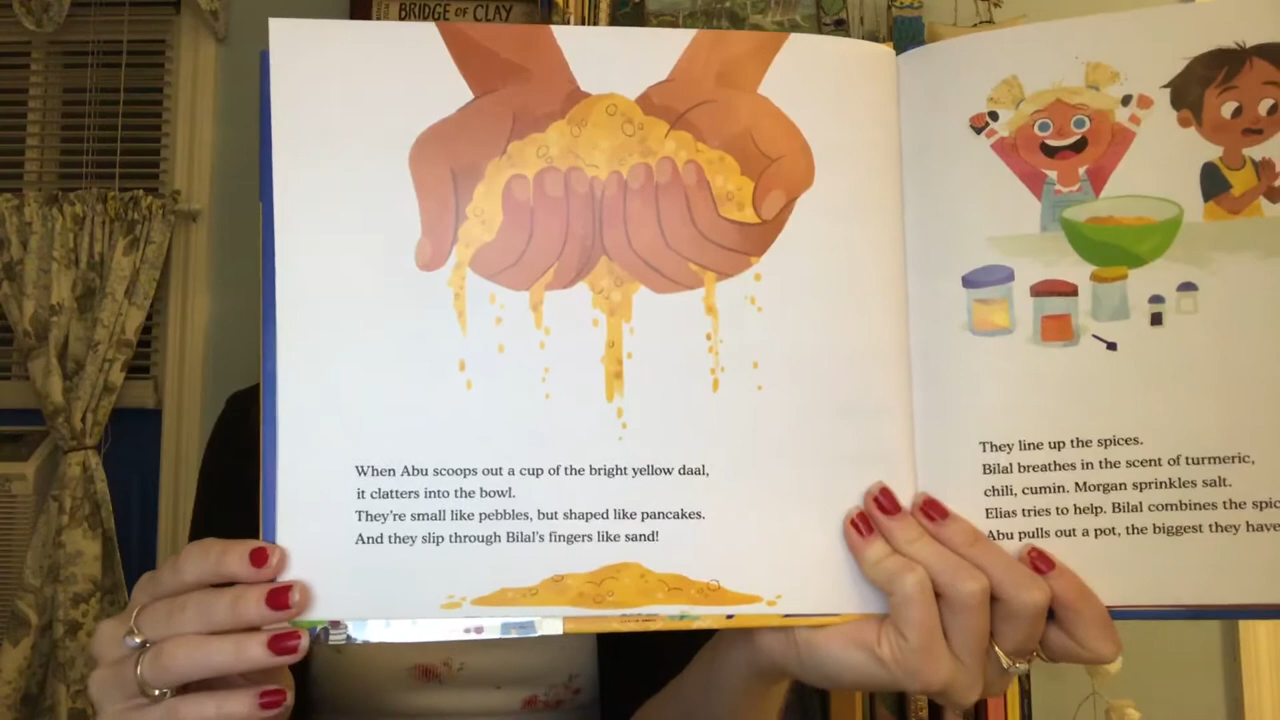 BRIDGE OF CLAY
When Abu scoops out a cup of the bright yellow daal,
it clatters into the bowl.
They're small like pebbles, but shaped like pancakes.
And they slip through Bilal's fingers like sand!
They line up the spices.
Bilal breathes in the scent of turmeric,
chili, cumin. Morgan sprinkles salt.
Elias tries to help. Bilal combines the spic
Abu pulls out a pot, the biggest they have